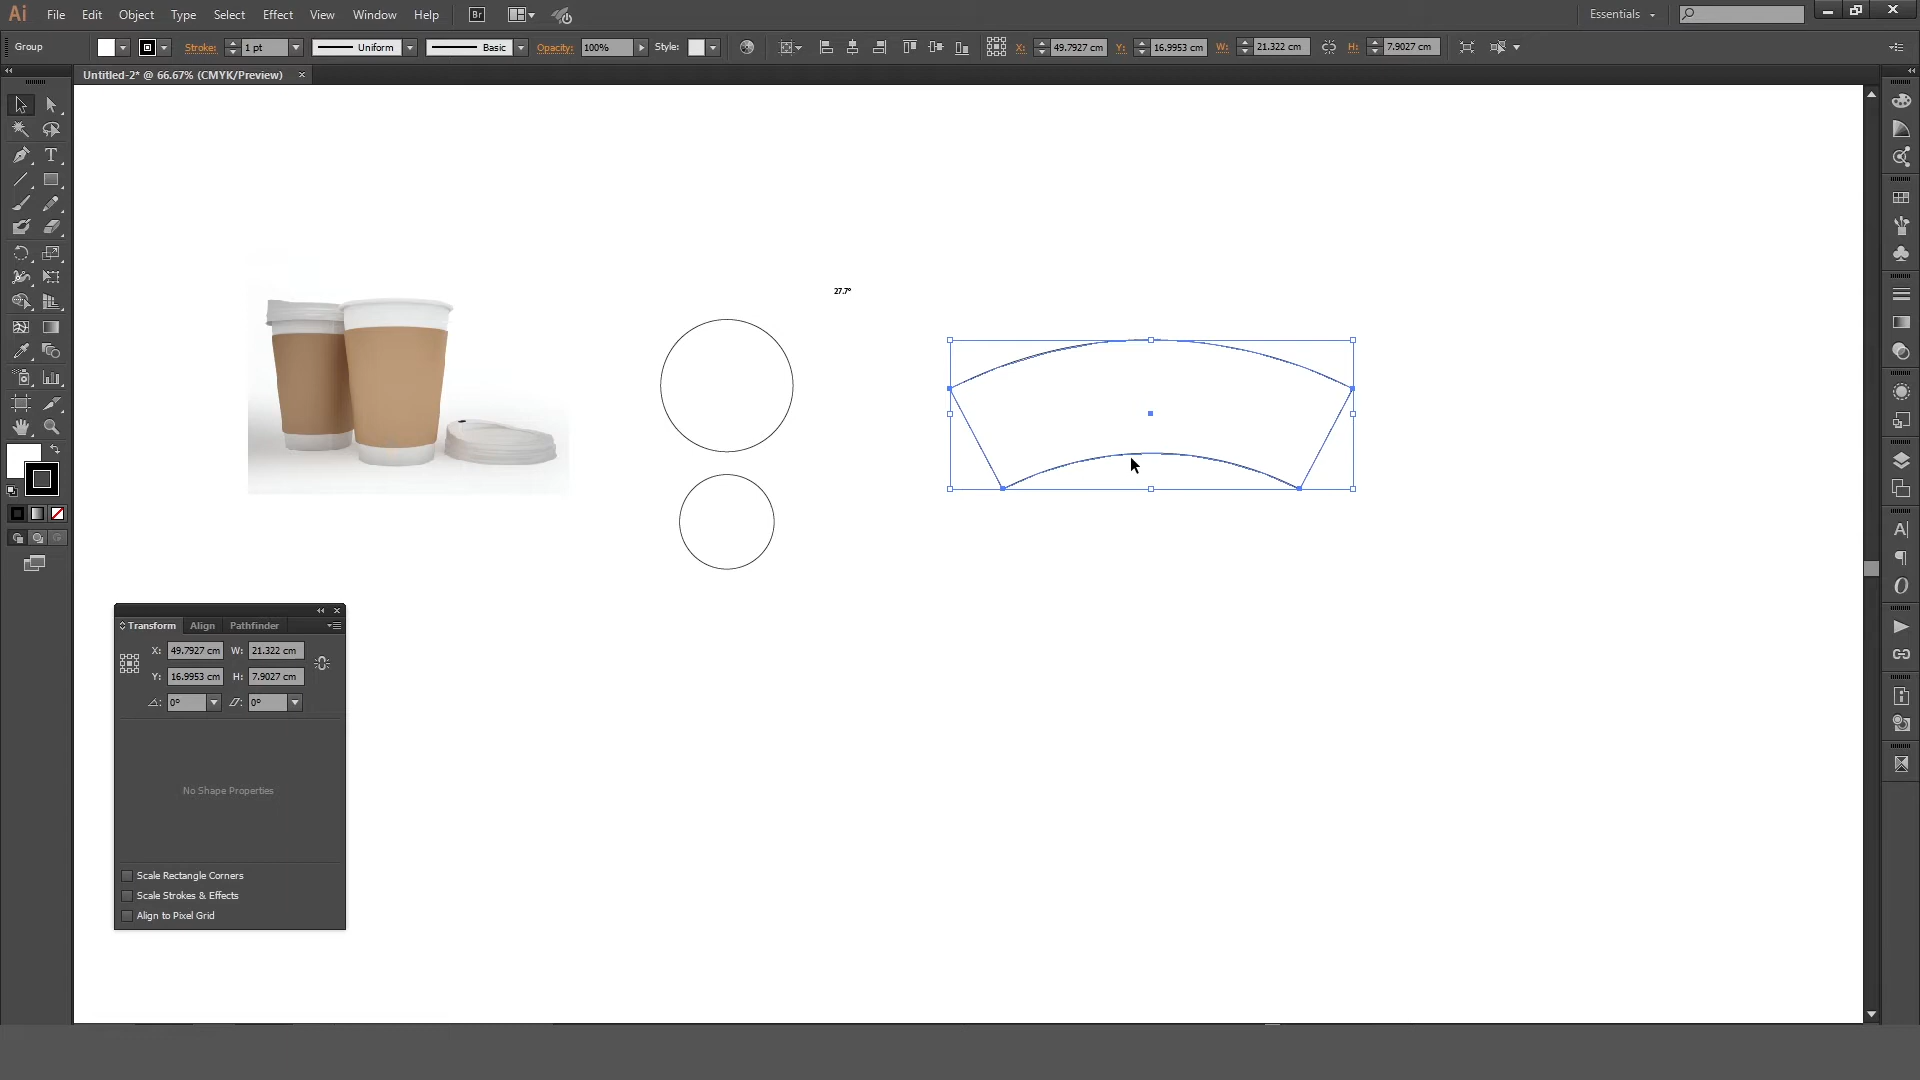 Ai File Edit Object Type Select Effect View Window Help Br Essentials
Group Stroke: 1 pt Uniform Basic Opacity: 100% Style: X: 49.7927 cm Y: 16.9953 cm W: 21.322 cm H: 7.9027 cm
Untitled-2* @ 66.67% (CMYK/Preview)
27.7°
Transform Align Pathfinder
X: 49.7927 cm W: 21.322 cm
Y: 16.9953 cm H: 7.9027 cm
0° 0°
No Shape Properties
Scale Rectangle Corners
Scale Strokes & Effects
Align to Pixel Grid